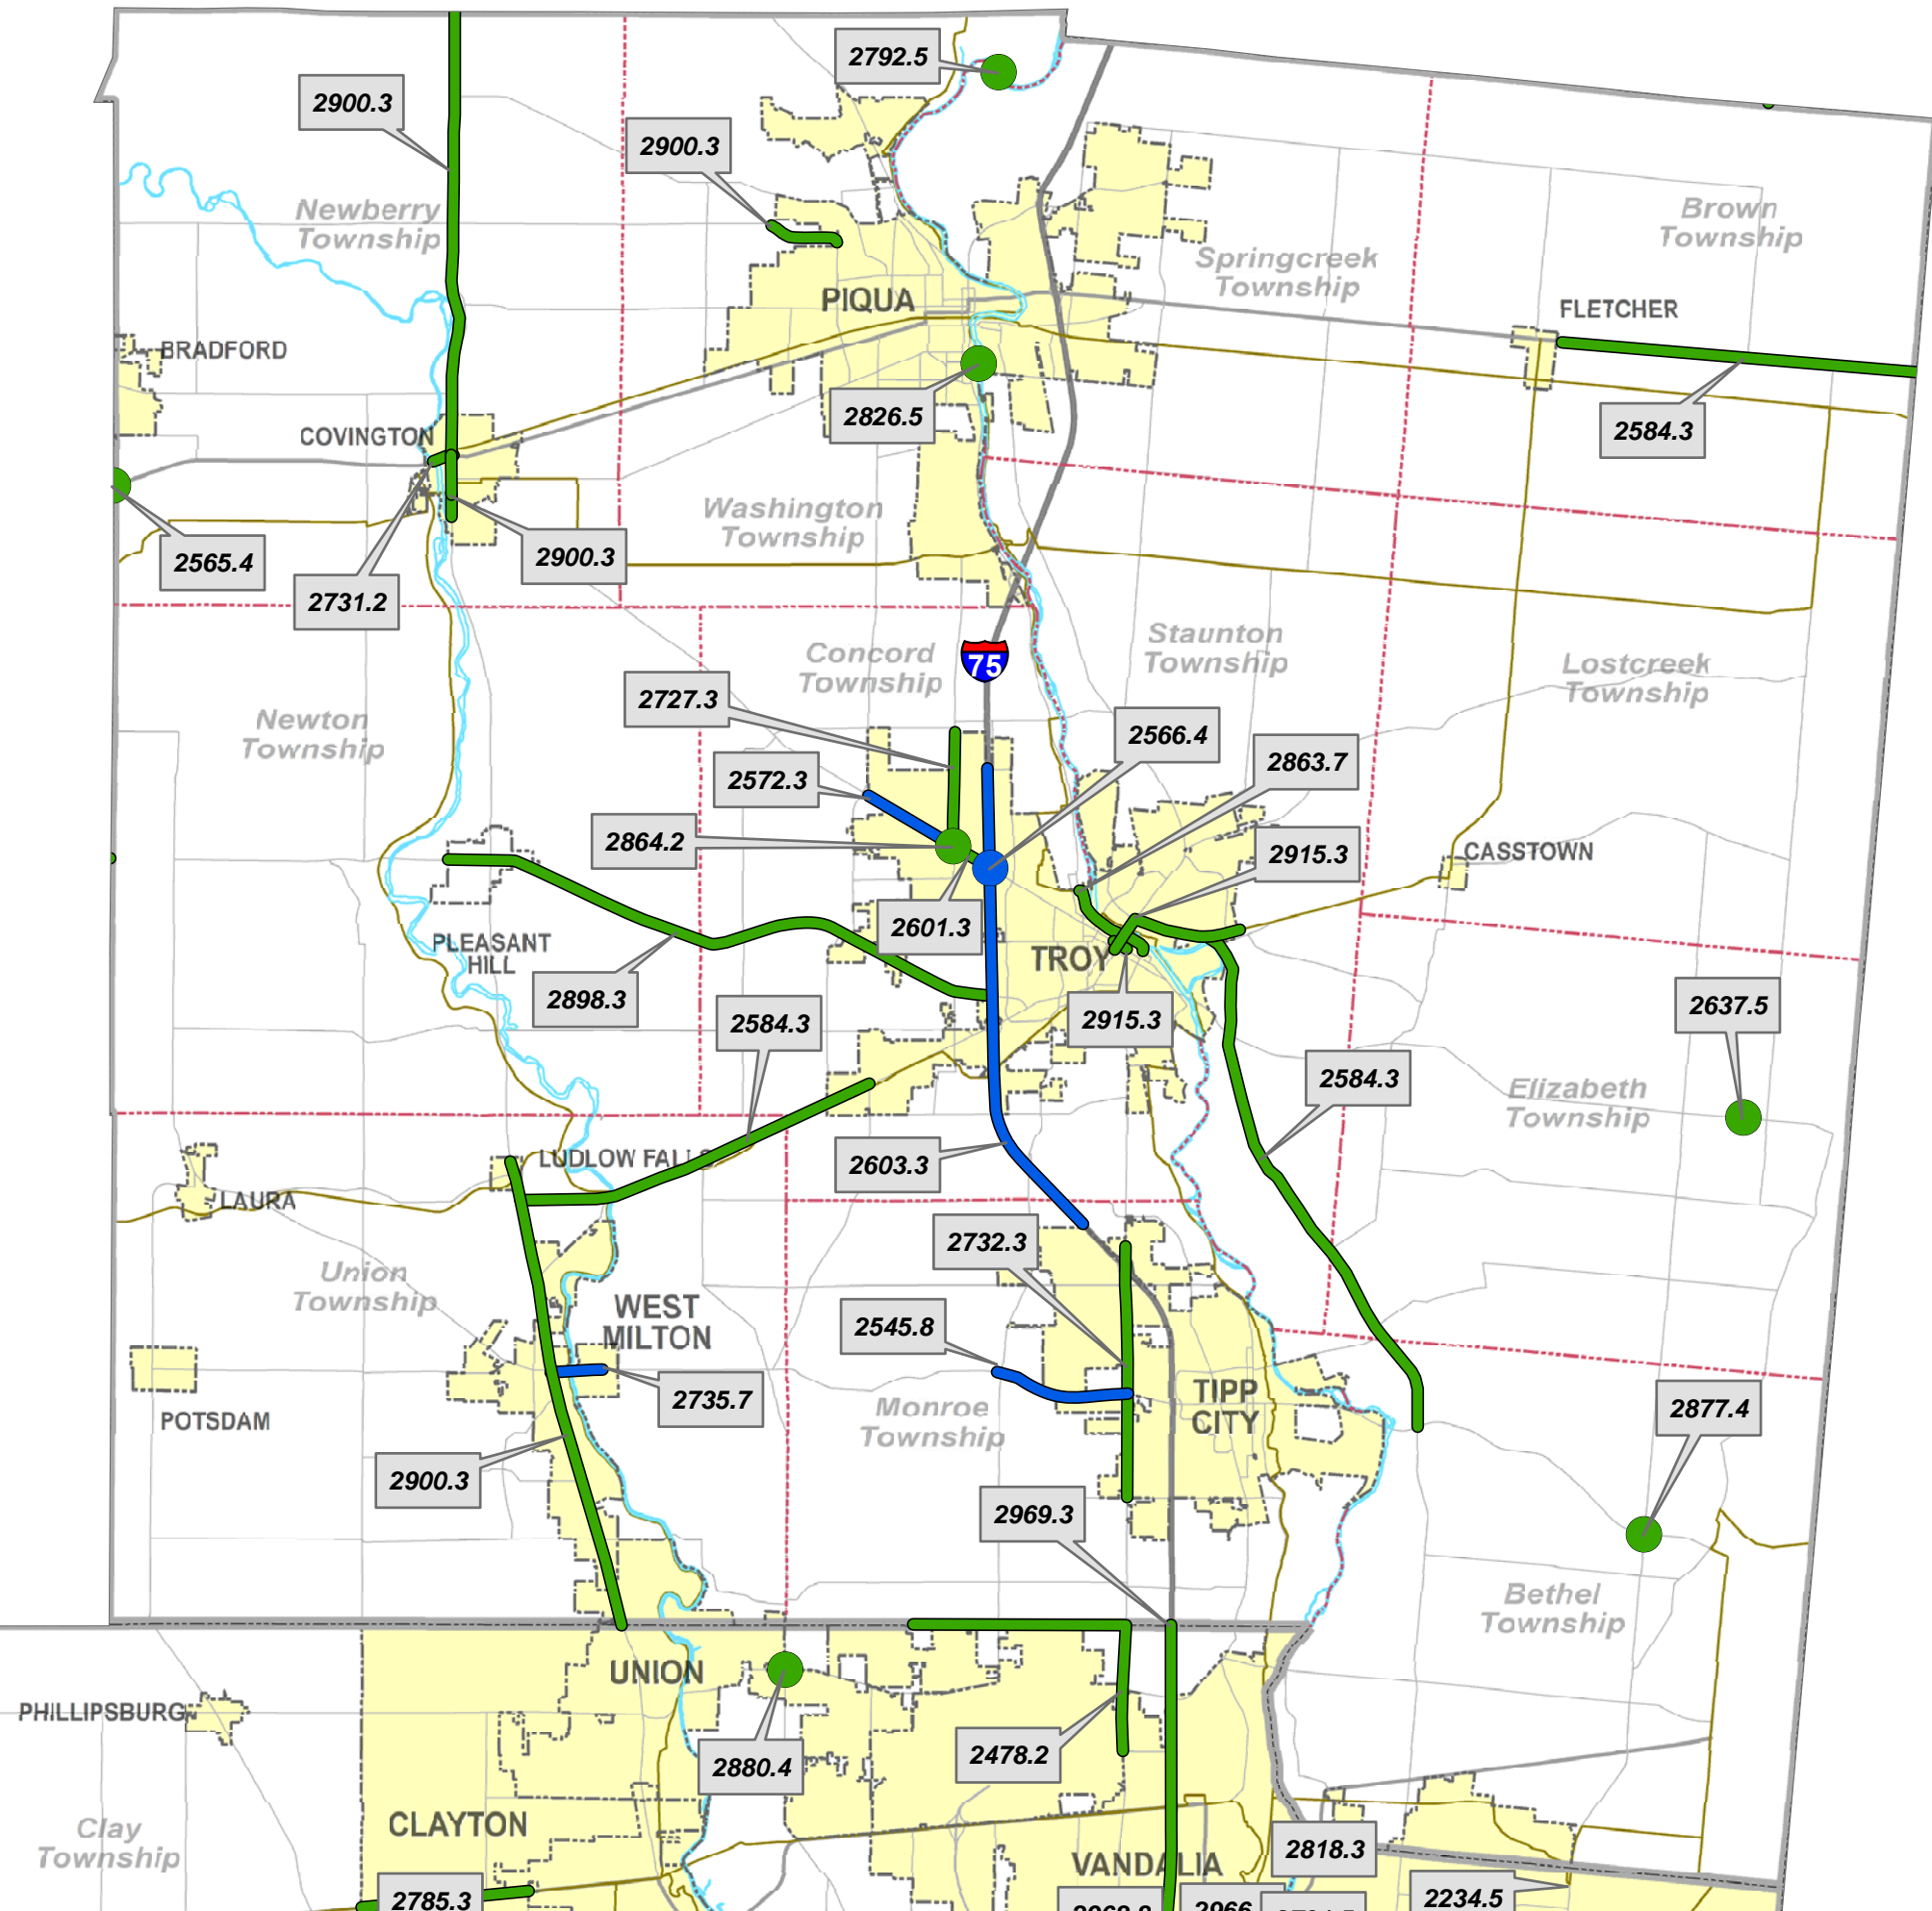 2792.5
2900.3
2900.3
Newberry
Township
Brown
Township
Springcreek
Township
PIQUA
FLETCHER
BRADFORD
2826.5
2584.3
COVINGTON
Washington
Township
2565.4
2900.3
2731.2
Concord
Township
75
Staunton
Township
Lostcreek
Township
2727.3
Newton
Township
2566.4
2863.7
2572.3
2864.2
2915.3
CASSTOWN
2601.3
PLEASANT
HILL
TROY
2898.3
2584.3
2915.3
2637.5
2584.3
Elizabeth
Township
LUDLOW FALLS
2603.3
LAURA
2732.3
Union
Township
WEST
MILTON
2545.8
2735.7
TIPP
CITY
Monroe
Township
2877.4
POTSDAM
2900.3
2969.3
Bethel
Township
UNION
PHILLIPSBURG
2880.4
2478.2
CLAYTON
Clay
Township
2818.3
VANDALIA
2785.3
2234.5
2966